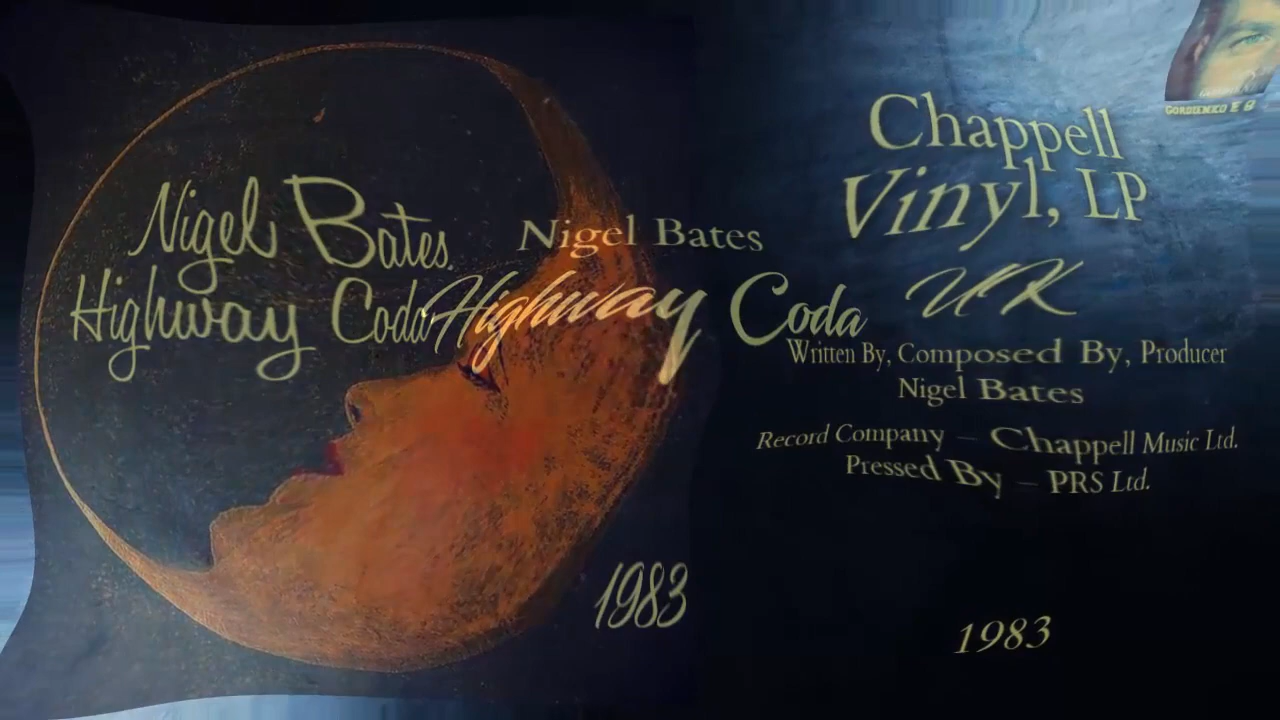 Nigel Bates
Highway Coda
1983
Nigel Bates
Highway Coda
Chappell
Vinyl, LP
UK
Written By, Composed By, Producer
Nigel Bates
Record Company – Chappell Music Ltd.
Pressed By – PRS Ltd.
1983
GORDIENKO E G